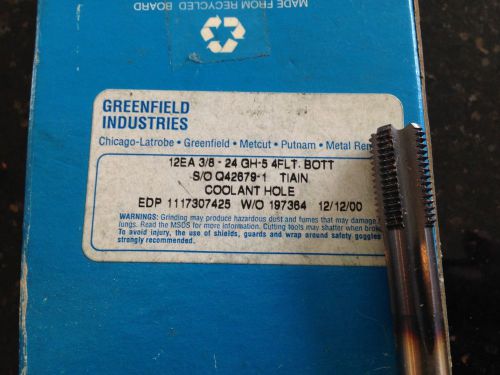 MADE FROM RECYCLED BOARD
GREENFIELD
INDUSTRIES
Chicago-Latrobe • Greenfield • Metcut • Putnam • Metal
12EA 3/8 - 24 GH-5 4FLT. BOTT
S/O Q42679-1 TIAIN
COOLANT HOLE
EDP 1117307425 W/O 197364 12/12/00
WARNING: Grinding may produce hazardous dust and fumes that may damage
lungs. Read the MSDS for more information. Cutting tools may shatter when
To avoid injury, the use of shields, guards and wrap around safety goggles
strongly recommended.